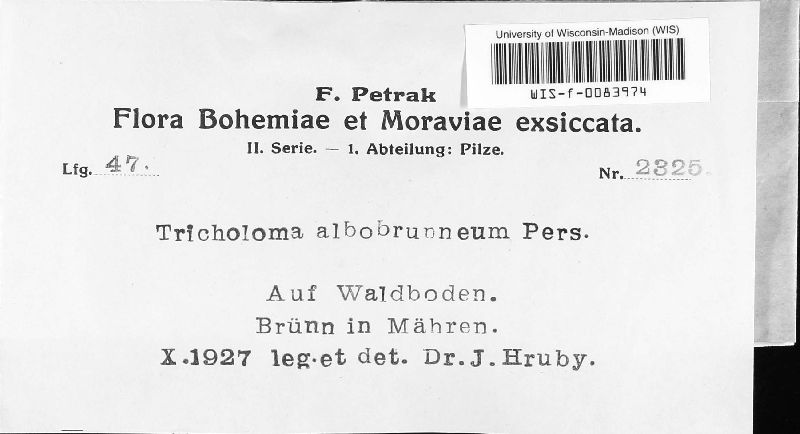 University of Wisconsin-Madison (WIS)
WIS-f-0083974
F. Petrak
Flora Bohemiae et Moraviae exsiccata.
II. Serie. — 1. Abteilung: Pilze.
Lfg. 47. Nr. 2325.
Tricholoma albobrunneum Pers.
Auf Waldboden.
Brünn in Mähren.
X.1927 leg.et det. Dr.J.Hruby.